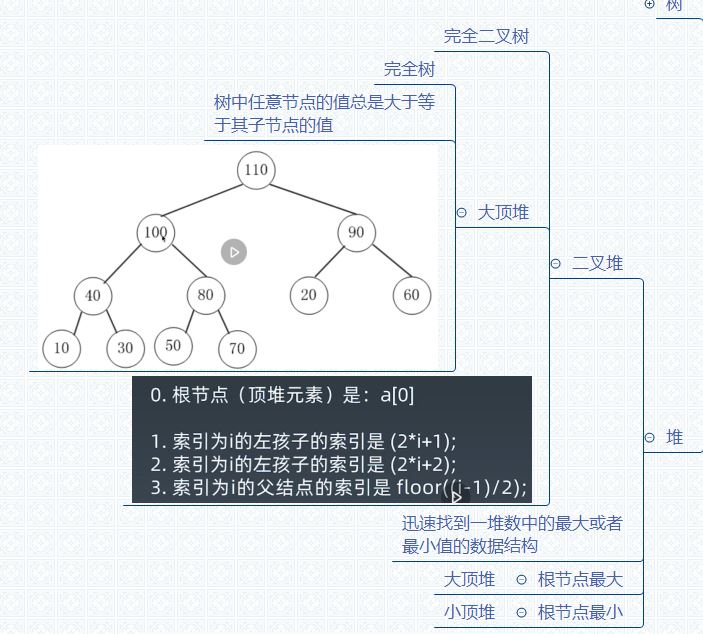 树
完全二叉树
完全树
树中任意节点的值总是大于等
于其子节点的值
110
100
90
40
80
20
60
10
30
50
70
大顶堆
二叉堆
0. 根节点（顶堆元素）是：a[0]
1. 索引为i的左孩子的索引是 (2*i+1);
2. 索引为i的左孩子的索引是 (2*i+2);
3. 索引为i的父结点的索引是 floor((i-1)/2);
堆
迅速找到一堆数中的最大或者
最小值的数据结构
大顶堆 根节点最大
小顶堆 根节点最小